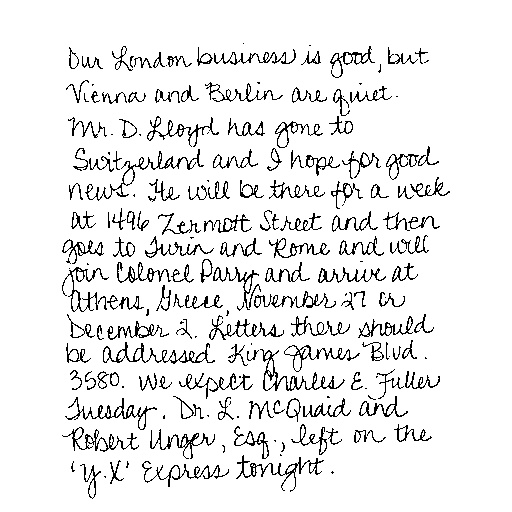 Our London business is good, but
Vienna and Berlin are quiet.
Mr. D. Lloyd has gone to
Switzerland and I hope for good
news. He will be there for a week
at 1496 Zermott Street and then
goes to Turin and Rome and will
join Colonel Parry and arrive at
Athens, Greece, November 27 or
December 2. Letters there should
be addressed King James Blvd.
3580. We expect Charles E. Fuller
Tuesday. Dr. L. McQuaid and
Robert Unger, Esq., left on the
'Y.X' Express tonight.